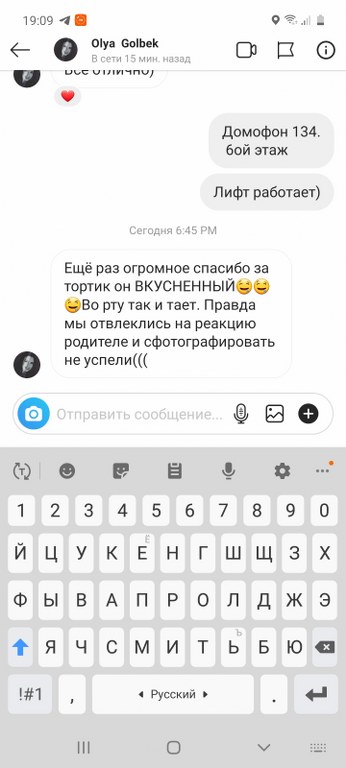 19:09
Olya Golbek
В сети 15 мин. назад
Всё отлично)
Домофон 134.
6ой этаж
Лифт работает)
Сегодня 6:45 PM
Ещё раз огромное спасибо за
тортик он ВКУСНЕННЫЙ😄😄
😄Во рту так и тает. Правда
мы отвлеклись на реакцию
родителе и сфотографировать
не успели(((
Отправить сообщение...
1 2 3 4 5 6 7 8 9 0
Й Ц У К Е Ё Н Г Ш Щ З Х
Ф Ы В А П Р О Л Д Ж Э
Я Ч С М И Т Ь Ъ Б Ю
!#1 , Русский .